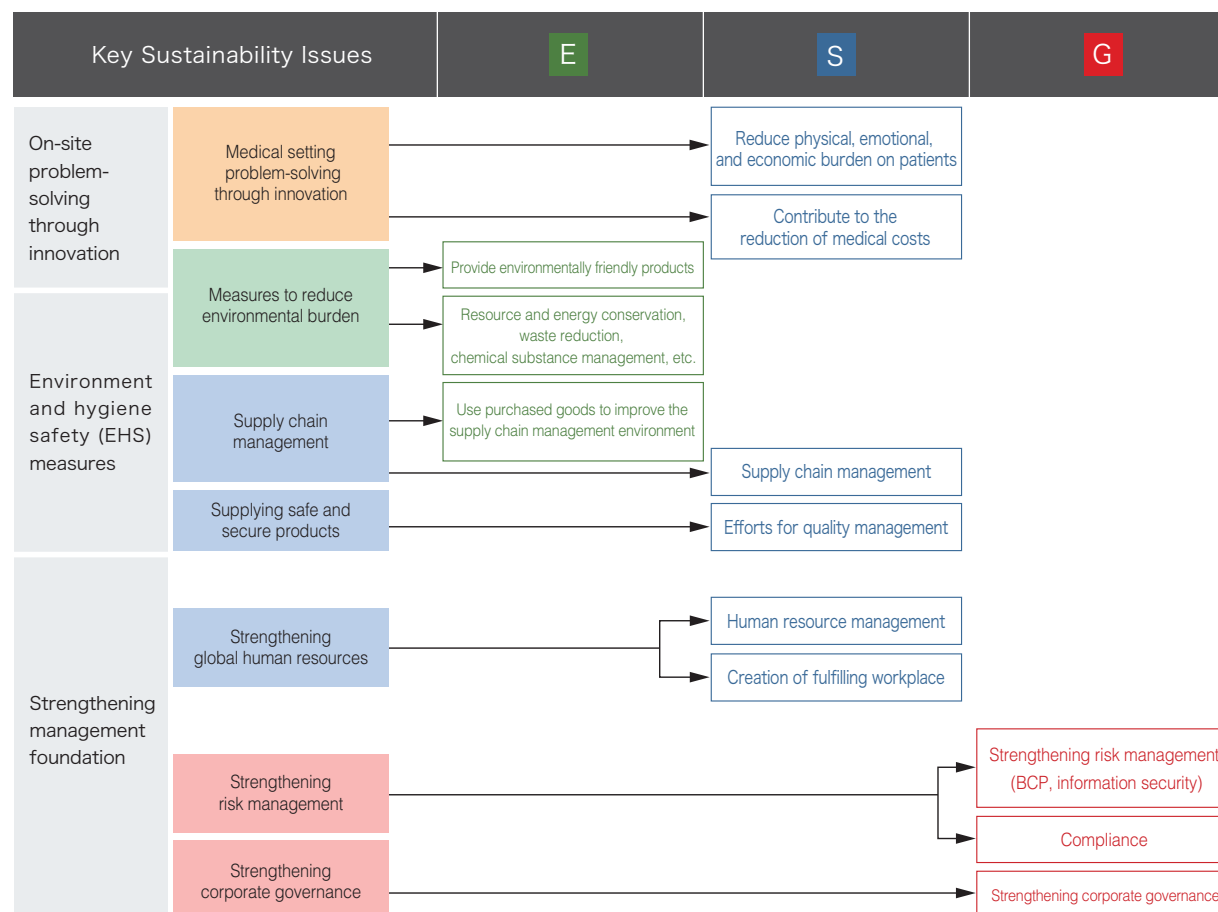 Key Sustainability Issues
E
S
G
On-site
problem-
solving
through
innovation
Medical setting
problem-solving
through innovation
Reduce physical, emotional,
and economic burden on patients
Contribute to the
reduction of medical costs
Measures to reduce
environmental burden
Provide environmentally friendly products
Resource and energy conservation,
waste reduction,
chemical substance management, etc.
Environment
and hygiene
safety (EHS)
measures
Supply chain
management
Use purchased goods to improve the
supply chain management environment
Supply chain management
Supplying safe and
secure products
Efforts for quality management
Strengthening
management
foundation
Strengthening
global human resources
Human resource management
Creation of fulfilling workplace
Strengthening
risk management
Strengthening risk management
(BCP, information security)
Compliance
Strengthening
corporate governance
Strengthening corporate governance